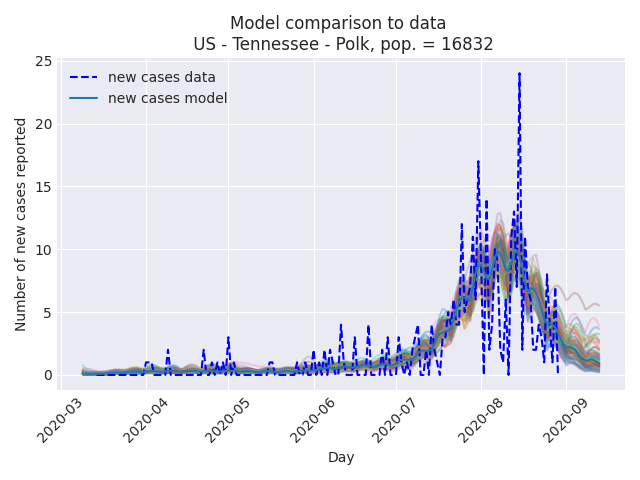 Model comparison to data
US - Tennessee - Polk, pop. = 16832
new cases data
new cases model
Number of new cases reported
25
20
15
10
5
0
2020-03
2020-04
2020-05
2020-06
2020-07
2020-08
2020-09
Day